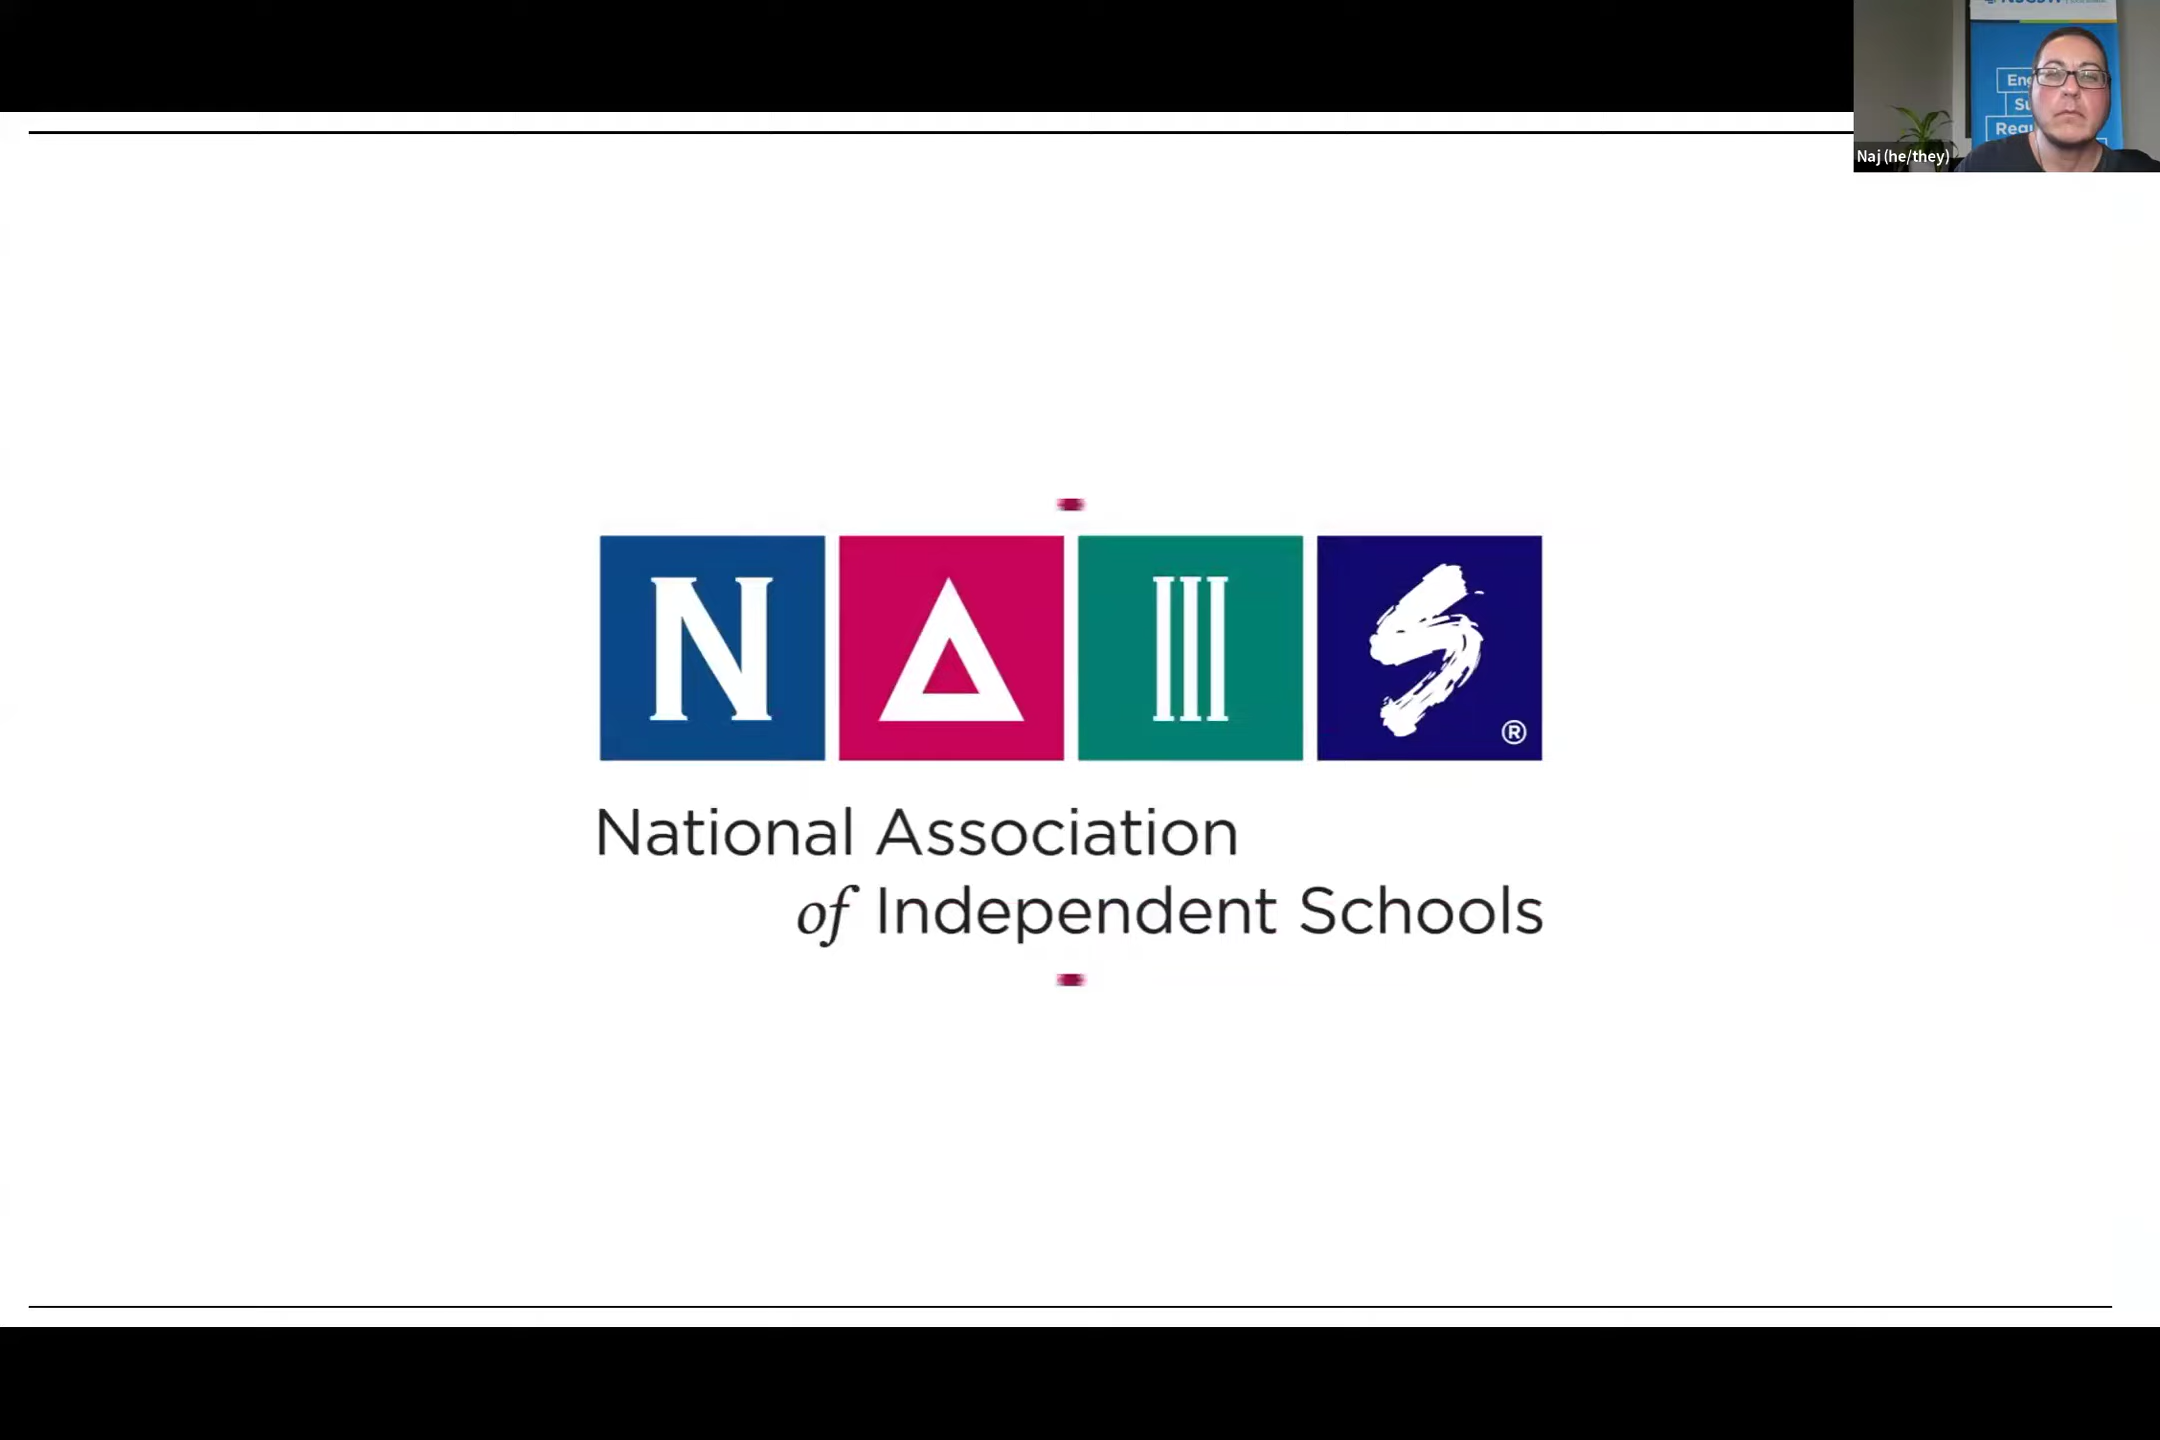 Naj (he/they)
NAIS®
National Association
of Independent Schools